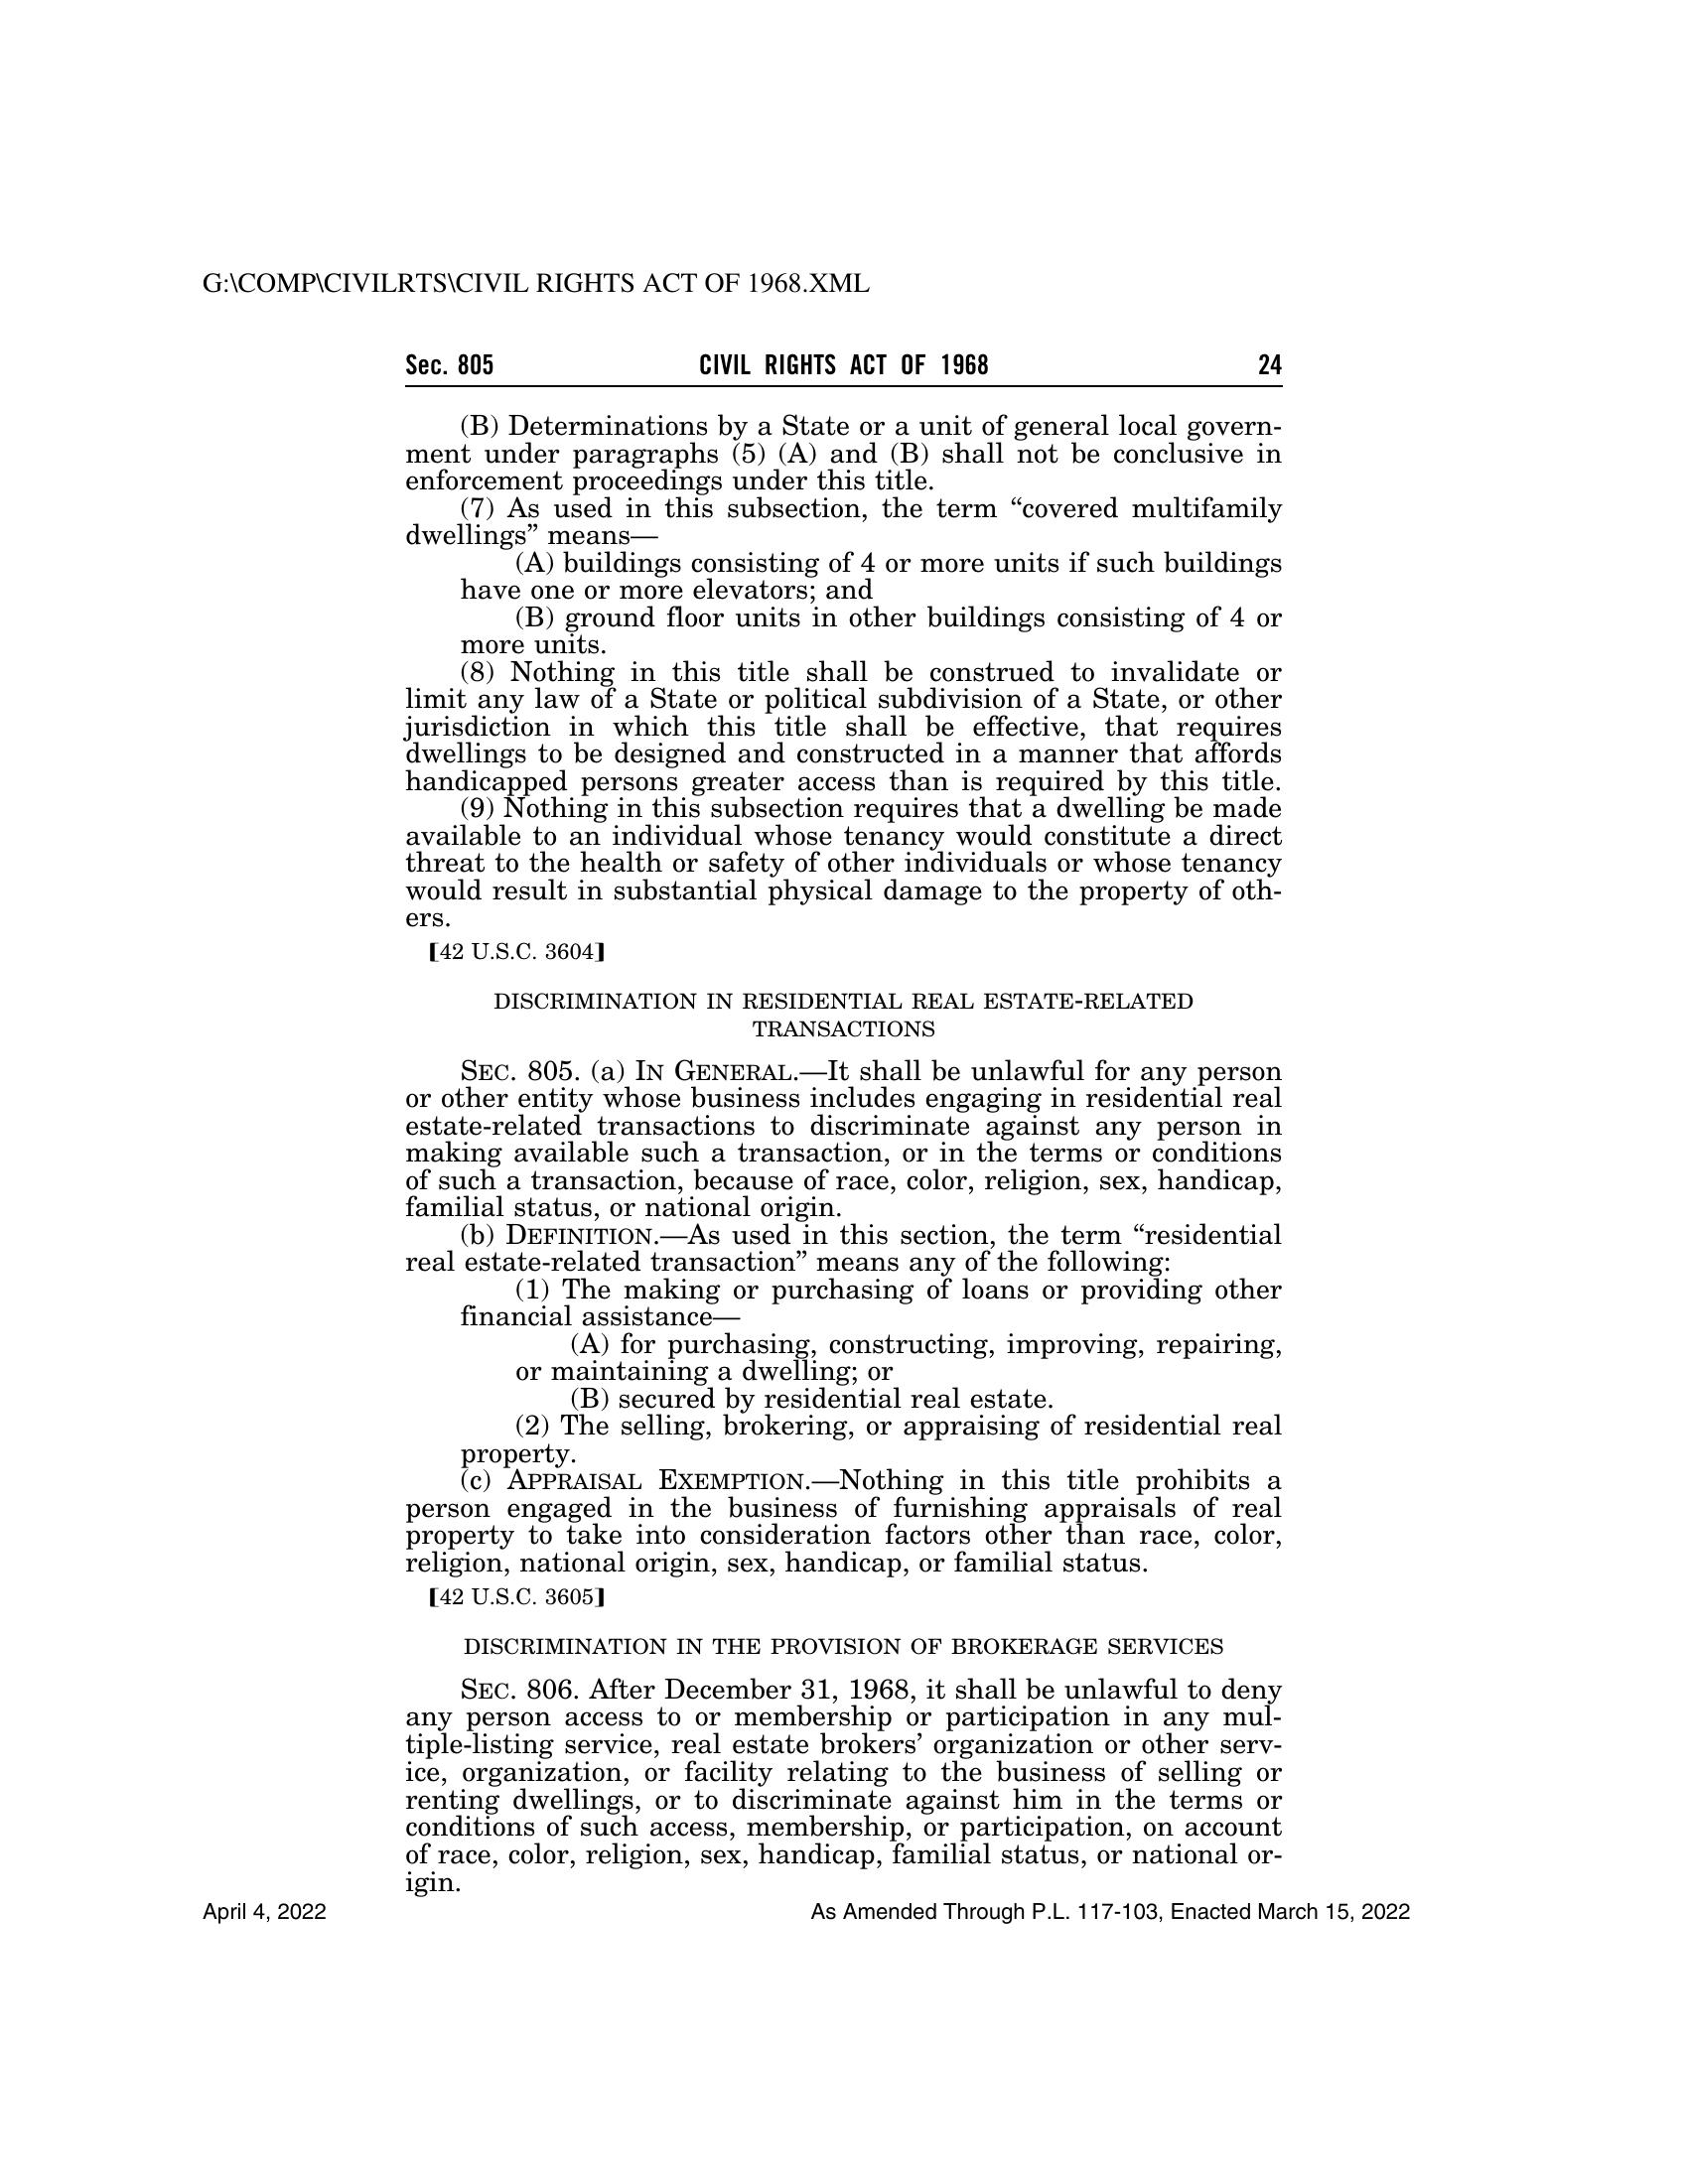 G:\COMP\CIVILRTS\CIVIL RIGHTS ACT OF 1968.XML
Sec. 805 CIVIL RIGHTS ACT OF 1968 24
(B) Determinations by a State or a unit of general local govern-
ment under paragraphs (5) (A) and (B) shall not be conclusive in
enforcement proceedings under this title.
(7) As used in this subsection, the term “covered multifamily
dwellings” means—
(A) buildings consisting of 4 or more units if such buildings
have one or more elevators; and
(B) ground floor units in other buildings consisting of 4 or
more units.
(8) Nothing in this title shall be construed to invalidate or
limit any law of a State or political subdivision of a State, or other
jurisdiction in which this title shall be effective, that requires
dwellings to be designed and constructed in a manner that affords
handicapped persons greater access than is required by this title.
(9) Nothing in this subsection requires that a dwelling be made
available to an individual whose tenancy would constitute a direct
threat to the health or safety of other individuals or whose tenancy
would result in substantial physical damage to the property of oth-
ers.
[42 U.S.C. 3604]
DISCRIMINATION IN RESIDENTIAL REAL ESTATE-RELATED
TRANSACTIONS
SEC. 805. (a) IN GENERAL.—It shall be unlawful for any person
or other entity whose business includes engaging in residential real
estate-related transactions to discriminate against any person in
making available such a transaction, or in the terms or conditions
of such a transaction, because of race, color, religion, sex, handicap,
familial status, or national origin.
(b) DEFINITION.—As used in this section, the term “residential
real estate-related transaction” means any of the following:
(1) The making or purchasing of loans or providing other
financial assistance—
(A) for purchasing, constructing, improving, repairing,
or maintaining a dwelling; or
(B) secured by residential real estate.
(2) The selling, brokering, or appraising of residential real
property.
(c) APPRAISAL EXEMPTION.—Nothing in this title prohibits a
person engaged in the business of furnishing appraisals of real
property to take into consideration factors other than race, color,
religion, national origin, sex, handicap, or familial status.
[42 U.S.C. 3605]
DISCRIMINATION IN THE PROVISION OF BROKERAGE SERVICES
SEC. 806. After December 31, 1968, it shall be unlawful to deny
any person access to or membership or participation in any mul-
tiple-listing service, real estate brokers’ organization or other serv-
ice, organization, or facility relating to the business of selling or
renting dwellings, or to discriminate against him in the terms or
conditions of such access, membership, or participation, on account
of race, color, religion, sex, handicap, familial status, or national or-
igin.
April 4, 2022 As Amended Through P.L. 117-103, Enacted March 15, 2022